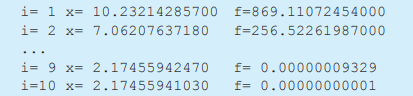 i= 1 x= 10.23214285700 f=869.11072454000
i= 2 x= 7.06207637180 f=256.52261987000
...
i= 9 x= 2.17455942470 f= 0.00000009329
i=10 x= 2.17455941030 f= 0.00000000001